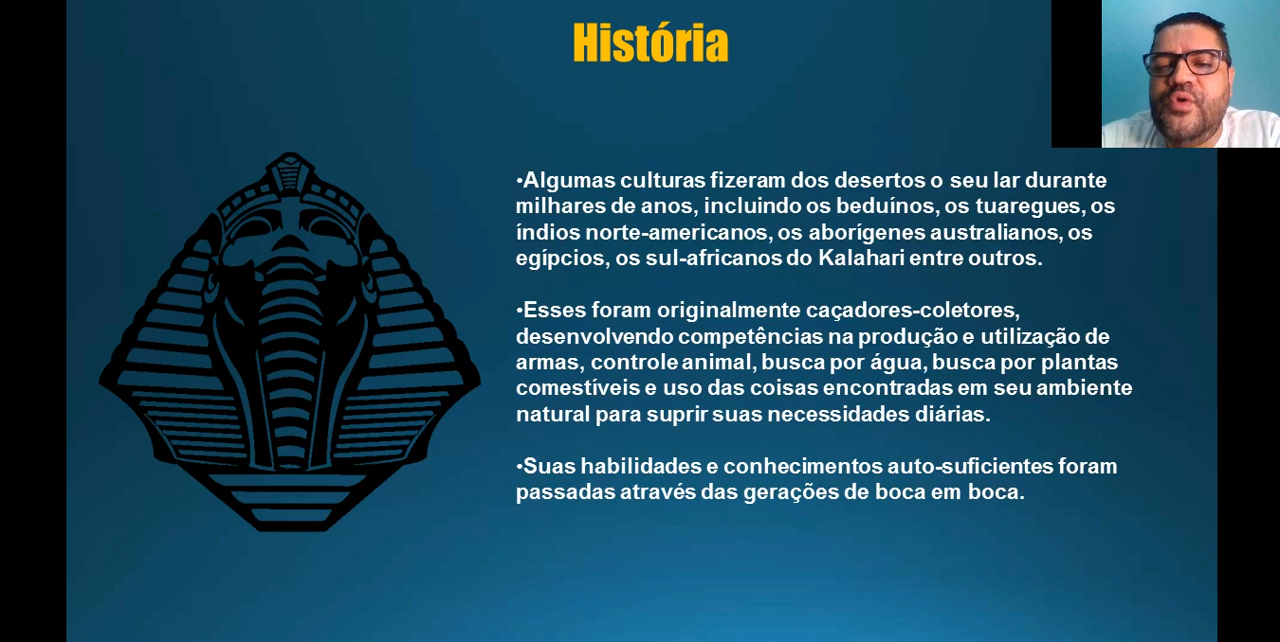 História
•Algumas culturas fizeram dos desertos o seu lar durante
milhares de anos, incluindo os beduínos, os tuaregues, os
índios norte-americanos, os aborígenes australianos, os
egípcios, os sul-africanos do Kalahari entre outros.
•Esses foram originalmente caçadores-coletores,
desenvolvendo competências na produção e utilização de
armas, controle animal, busca por água, busca por plantas
comestíveis e uso das coisas encontradas em seu ambiente
natural para suprir suas necessidades diárias.
•Suas habilidades e conhecimentos auto-suficientes foram
passadas através das gerações de boca em boca.